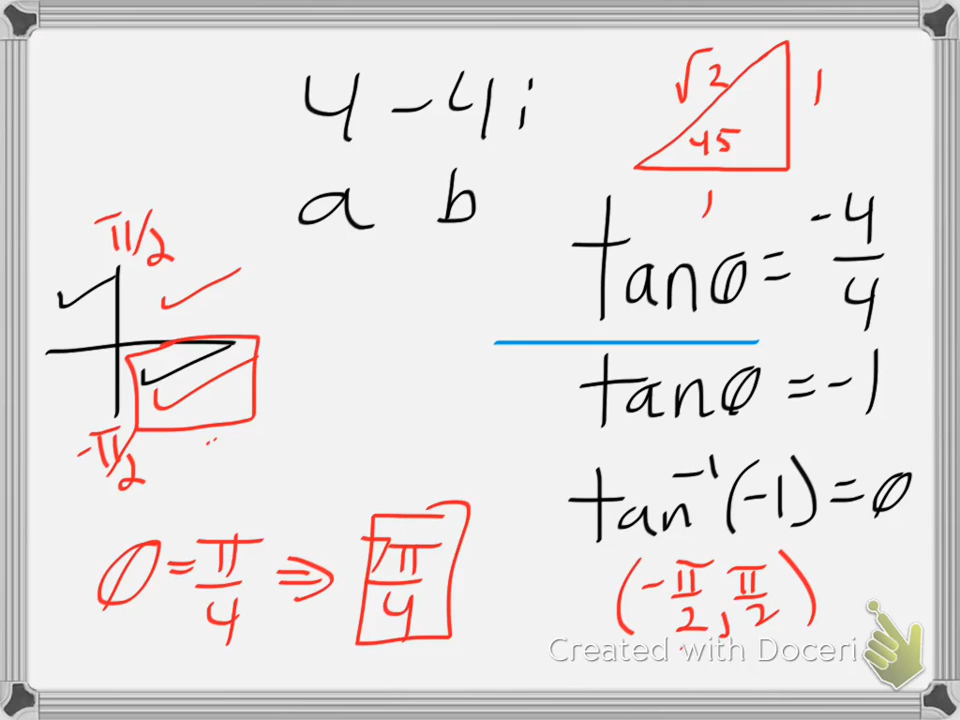 4 - 4i
a b
√2
45
1
1
π/2
-π/2
tanθ = -4/4
tanθ = -1
tan⁻¹(-1) = θ
(-π/2, π/2)
θ = π/4 ⇒ 7π/4
Created with Doceri